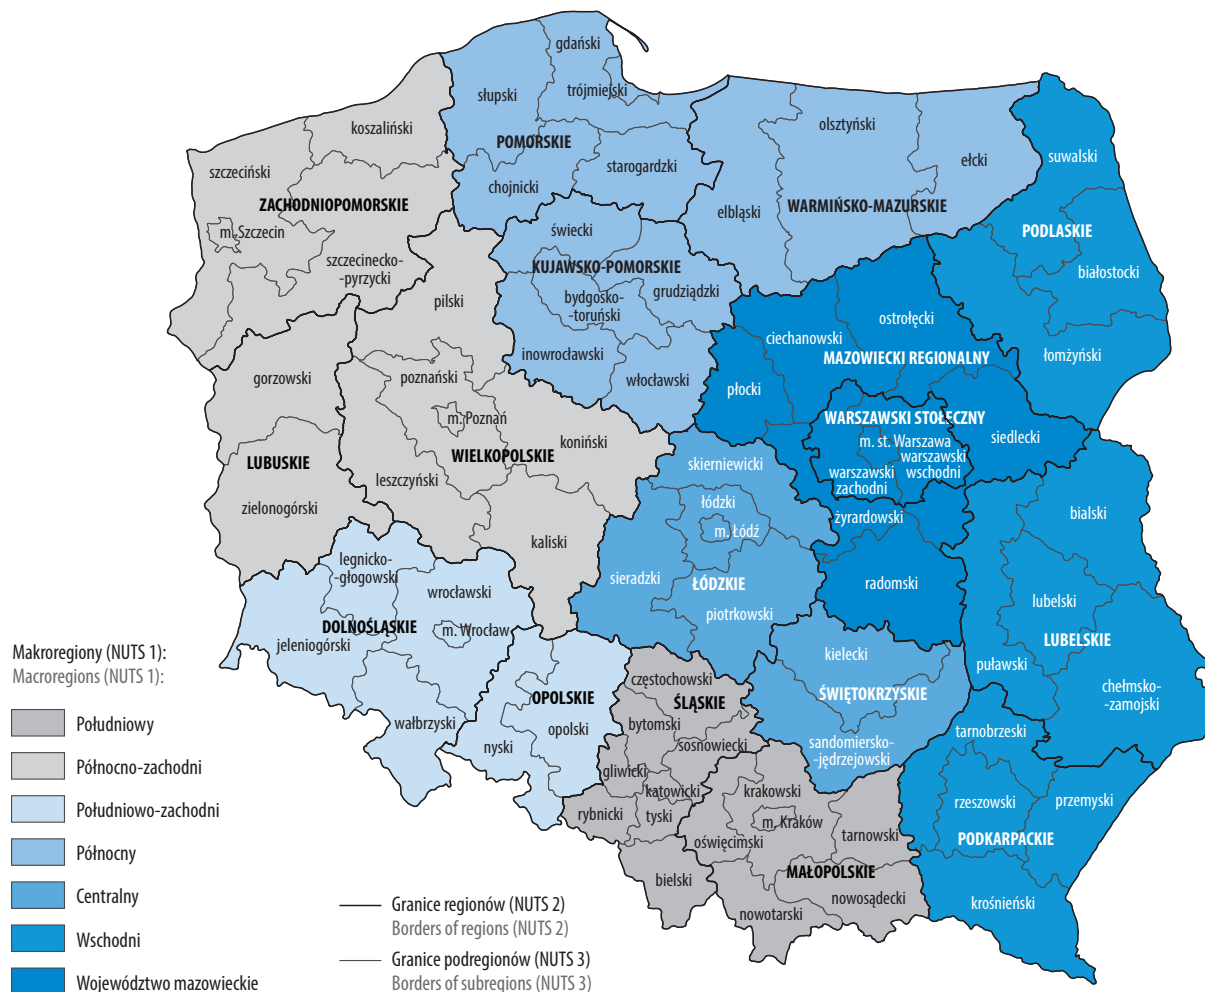 gdański
słupski
trójmiejski
koszaliński
olsztyński
POMORSKIE
ełcki
suwalski
starogardzki
szczeciński
chojnicki
ZACHODNIOPOMORSKIE
elbląski
WARMIŃSKO-MAZURSKIE
m. Szczecin
świecki
PODLASKIE
szczecinecko-
-pyrzycki
KUJAWSKO-POMORSKIE
białostocki
pilski
bydgosko-
-toruński
grudziądzki
ostrołęcki
ciechanowski
inowrocławski
MAZOWIECKI REGIONALNY
łomżyński
gorzowski
poznański
włocławski
płocki
m. Poznań
WARSZAWSKI STOŁECZNY
koniński
m. st. Warszawa
siedlecki
LUBUSKIE
WIELKOPOLSKIE
skierniewicki
warszawski
wschodni
warszawski
zachodni
leszczyński
zielonogórski
łódzki
żyrardowski
bialski
m. Łódź
kaliski
legnicko-
-głogowski
sieradzki
ŁÓDZKIE
radomski
wrocławski
lubelski
piotrkowski
DOLNOŚLĄSKIE
m. Wrocław
LUBELSKIE
jeleniogórski
kielecki
puławski
częstochowski
chełmsko-
-zamojski
OPOLSKIE
ŚLĄSKIE
ŚWIĘTOKRZYSKIE
wałbrzyski
bytomski
opolski
tarnobrzeski
nyski
sosnowiecki
sandomiersko-
-jędrzejowski
gliwicki
katowicki
krakowski
rzeszowski
przemyski
rybnicki
tyski
m. Kraków
oświęcimski
tarnowski
PODKARPACKIE
MAŁOPOLSKIE
bielski
nowosądecki
krośnieński
nowotarski
Makroregiony (NUTS 1):
Macroregions (NUTS 1):
Południowy
Północno-zachodni
Południowo-zachodni
Północny
Centralny
Wschodni
Województwo mazowieckie
Granice regionów (NUTS 2)
Borders of regions (NUTS 2)
Granice podregionów (NUTS 3)
Borders of subregions (NUTS 3)